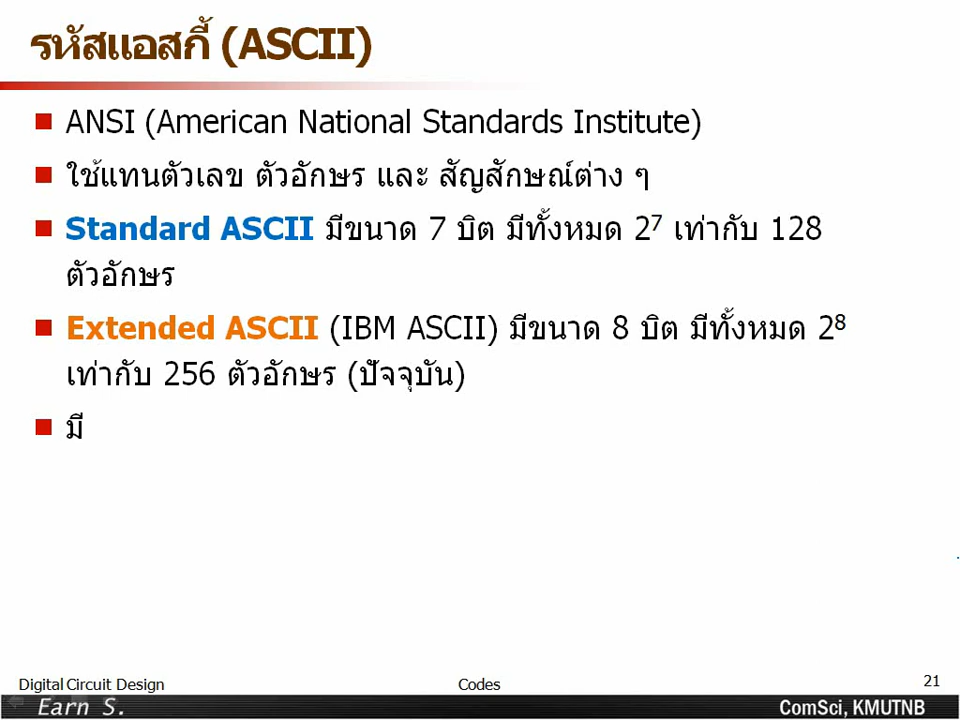 รหัสแอสกี้ (ASCII)
ANSI (American National Standards Institute)
ใช้แทนตัวเลข ตัวอักษร และ สัญสักษณ์ต่าง ๆ
Standard ASCII มีขนาด 7 บิต มีทั้งหมด 2⁷ เท่ากับ 128
ตัวอักษร
Extended ASCII (IBM ASCII) มีขนาด 8 บิต มีทั้งหมด 2⁸
เท่ากับ 256 ตัวอักษร (ปัจจุบัน)
มี
Digital Circuit Design Codes 21
Earn S. ComSci, KMUTNB